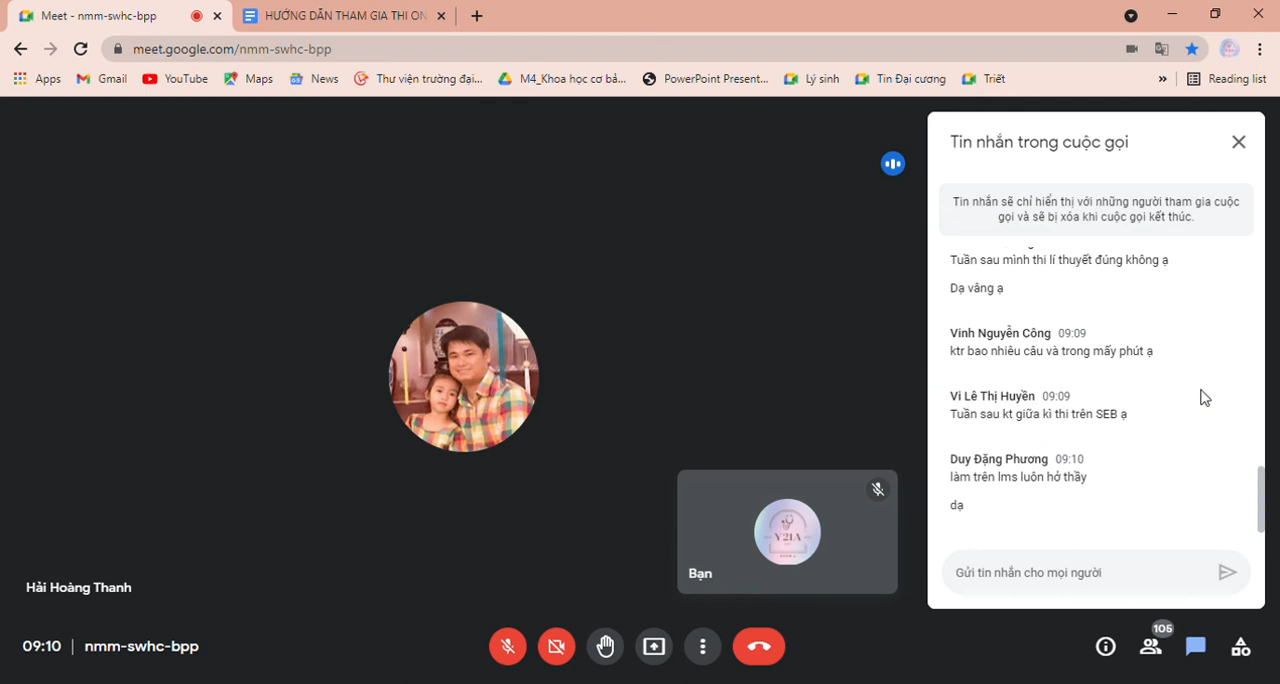 Meet - nmm-swhc-bpp
HƯỚNG DẪN THAM GIA THI ON
meet.google.com/nmm-swhc-bpp
Apps
Gmail
YouTube
Maps
News
Thư viện trường đại...
M4_Khoa học cơ bả...
PowerPoint Present...
Lý sinh
Tin Đại cương
Triết
»
Reading list
Tin nhắn trong cuộc gọi
Tin nhắn sẽ chỉ hiển thị với những người tham gia cuộc
gọi và sẽ bị xóa khi cuộc gọi kết thúc.
Tuần sau mình thi lí thuyết đúng không ạ
Dạ vâng ạ
Vinh Nguyễn Công 09:09
ktr bao nhiêu câu và trong mấy phút ạ
Vi Lê Thị Huyền 09:09
Tuần sau kt giữa kì thi trên SEB ạ
Duy Đặng Phương 09:10
làm trên lms luôn hở thầy
dạ
Gửi tin nhắn cho mọi người
Y21A
Bạn
Hải Hoàng Thanh
09:10 | nmm-swhc-bpp
105